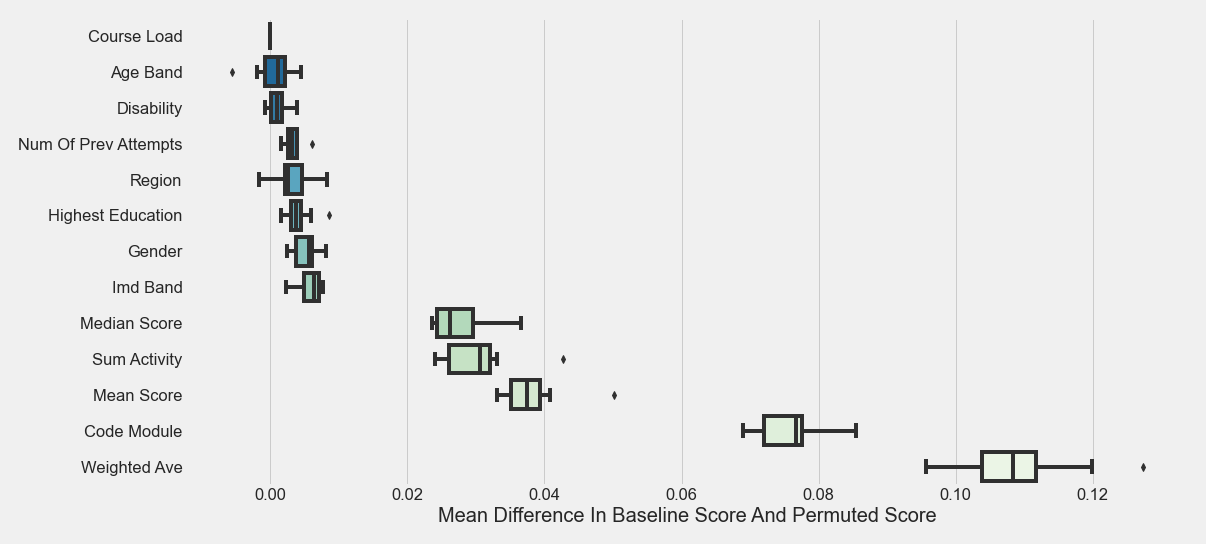 Course Load
Age Band
Disability
Num Of Prev Attempts
Region
Highest Education
Gender
Imd Band
Median Score
Sum Activity
Mean Score
Code Module
Weighted Ave
0.00 0.02 0.04 0.06 0.08 0.10 0.12
Mean Difference In Baseline Score And Permuted Score